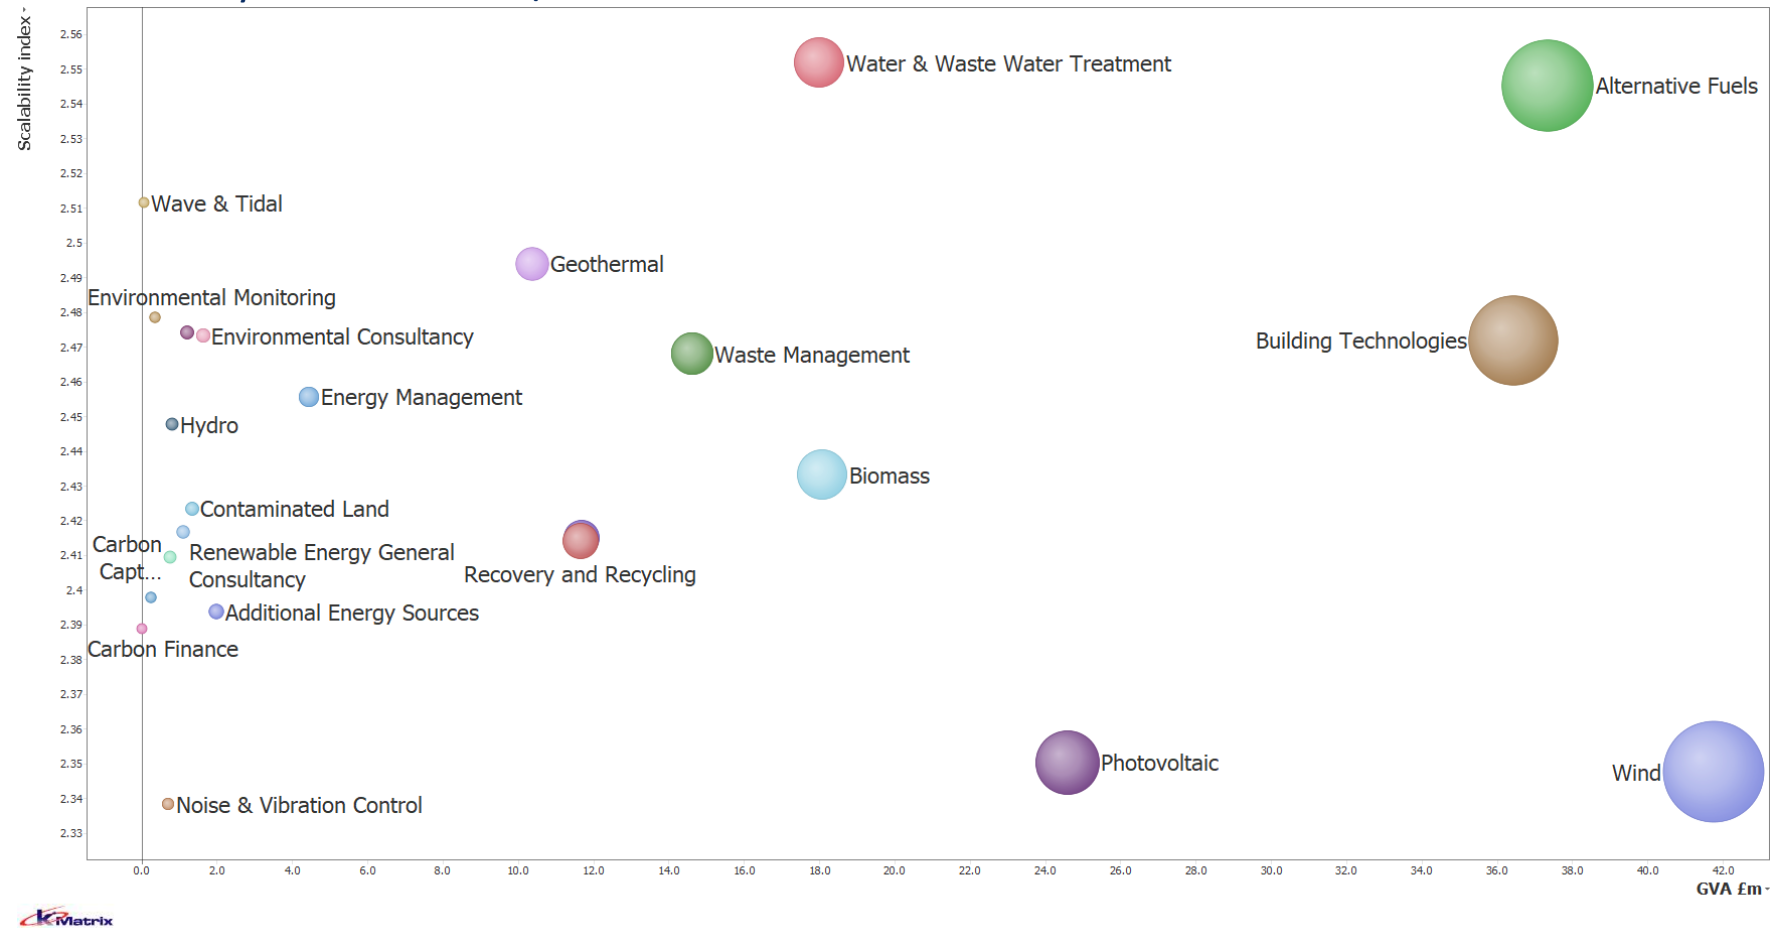 Scalability index
2.56
2.55
2.54
2.53
2.52
2.51
2.5
2.49
2.48
2.47
2.46
2.45
2.44
2.43
2.42
2.41
2.4
2.39
2.38
2.37
2.36
2.35
2.34
2.33
Water & Waste Water Treatment
Alternative Fuels
Wave & Tidal
Geothermal
Environmental Monitoring
Environmental Consultancy
Building Technologies
Waste Management
Energy Management
Hydro
Biomass
Contaminated Land
Carbon
Capt...
Renewable Energy General
Consultancy
Recovery and Recycling
Additional Energy Sources
Carbon Finance
Photovoltaic
Wind
Noise & Vibration Control
0.0 2.0 4.0 6.0 8.0 10.0 12.0 14.0 16.0 18.0 20.0 22.0 24.0 26.0 28.0 30.0 32.0 34.0 36.0 38.0 40.0 42.0
GVA £m
kMatrix